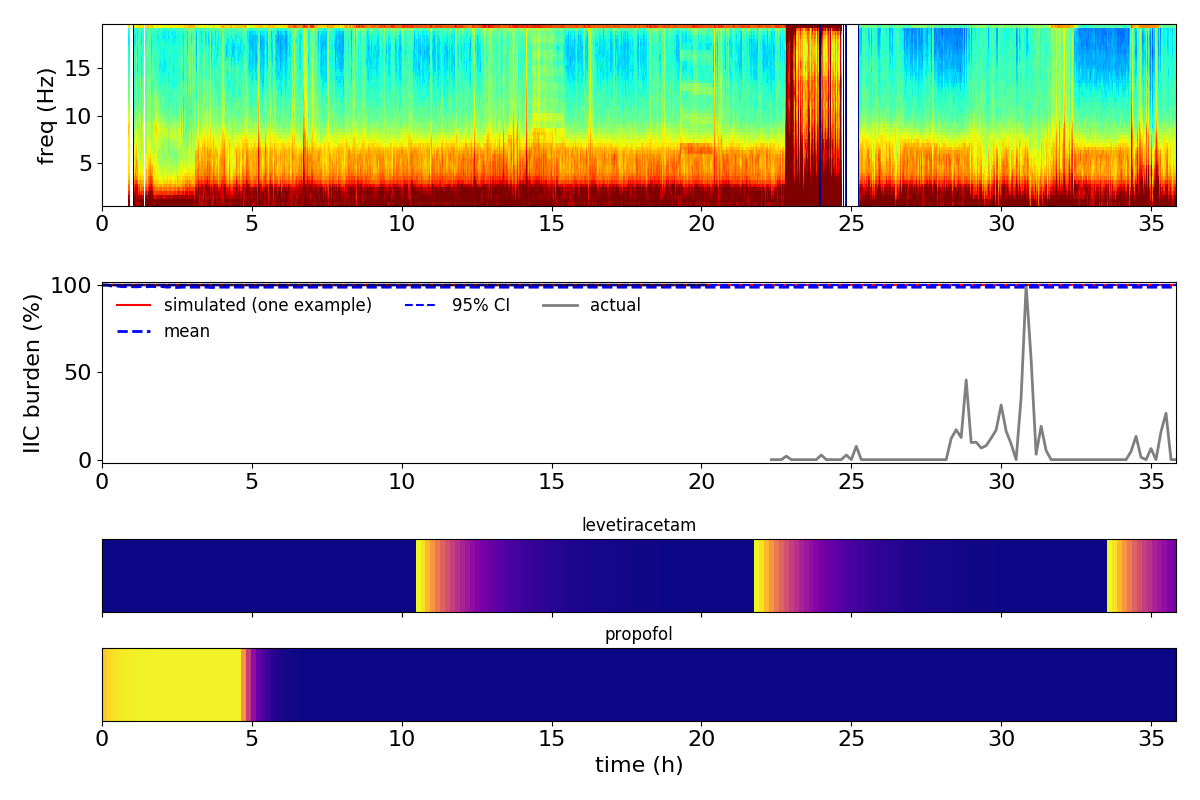 freq (Hz)
15
10
5
0 5 10 15 20 25 30 35
IIC burden (%)
100
50
0
simulated (one example) 95% CI actual
mean
0 5 10 15 20 25 30 35
levetiracetam
propofol
0 5 10 15 20 25 30 35
time (h)